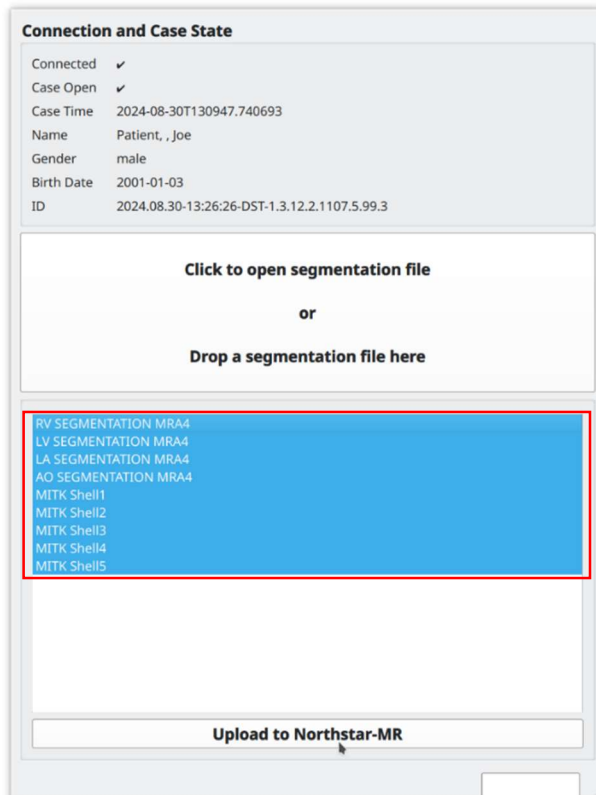 Connection and Case State
Connected ✔
Case Open ✔
Case Time 2024-08-30T130947.740693
Name Patient, , Joe
Gender male
Birth Date 2001-01-03
ID 2024.08.30-13:26:26-DST-1.3.12.2.1107.5.99.3
Click to open segmentation file
or
Drop a segmentation file here
RV SEGMENTATION MRA4
LV SEGMENTATION MRA4
LA SEGMENTATION MRA4
AO SEGMENTATION MRA4
MITK Shell1
MITK Shell2
MITK Shell3
MITK Shell4
MITK Shell5
Upload to Northstar-MR